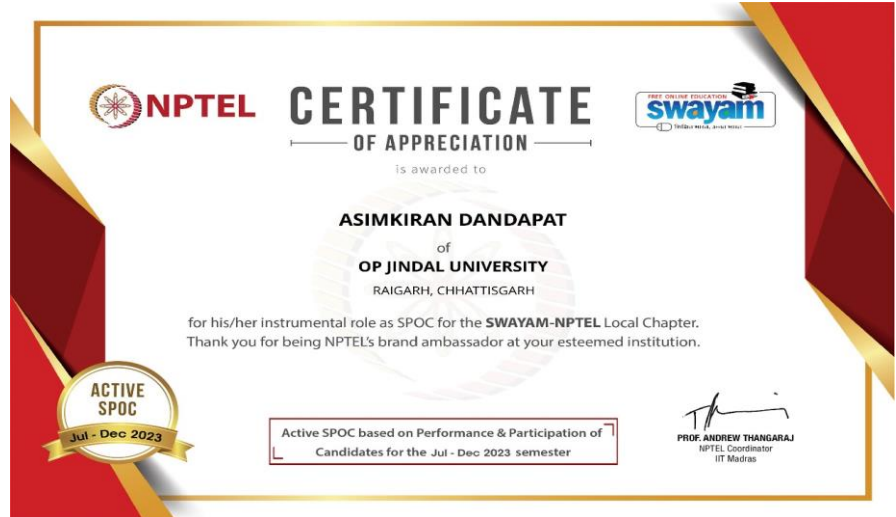 NPTEL
CERTIFICATE
OF APPRECIATION
FREE ONLINE EDUCATION
swayam
is awarded to
ASIMKIRAN DANDAPAT
of
OP JINDAL UNIVERSITY
RAIGARH, CHHATTISGARH
for his/her instrumental role as SPOC for the SWAYAM-NPTEL Local Chapter.
Thank you for being NPTEL's brand ambassador at your esteemed institution.
ACTIVE
SPOC
Jul - Dec 2023
Active SPOC based on Performance & Participation of
Candidates for the Jul - Dec 2023 semester
PROF. ANDREW THANGARAJ
NPTEL Coordinator
IIT Madras